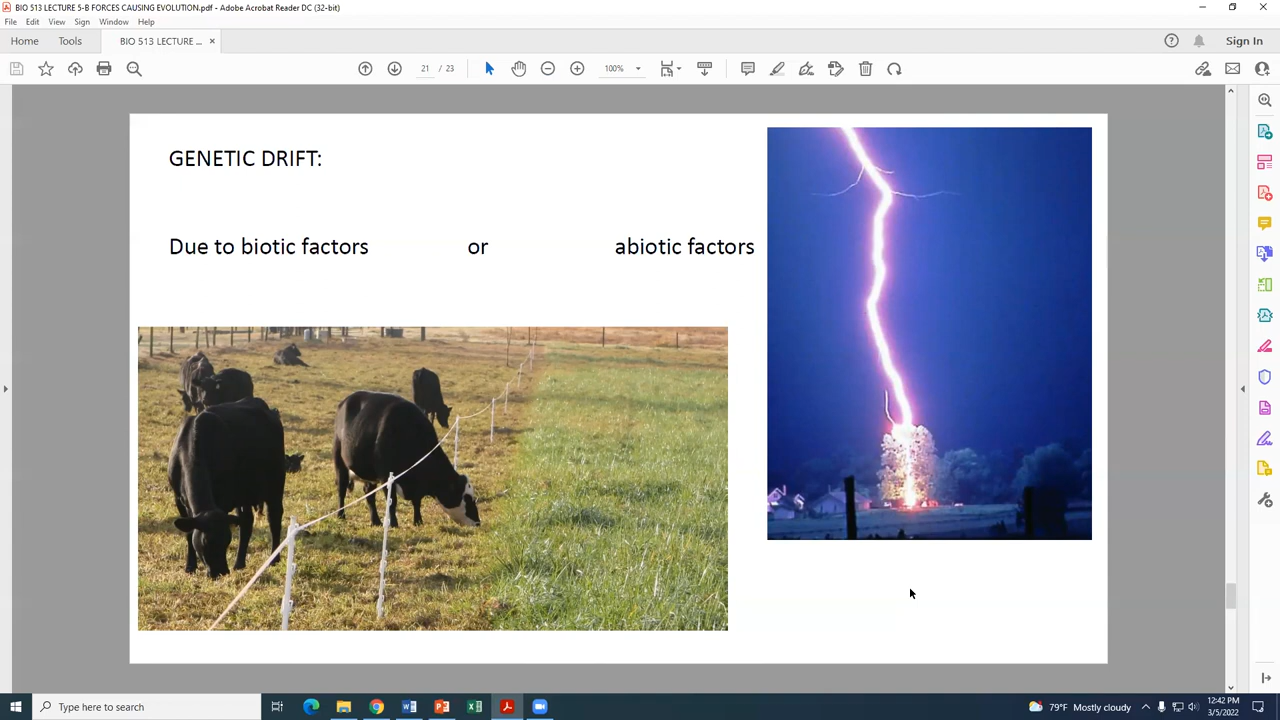 BIO 513 LECTURE 5-B FORCES CAUSING EVOLUTION.pdf - Adobe Acrobat Reader DC (32-bit)
File Edit View Sign Window Help
Home Tools BIO 513 LECTURE ... × Sign In
21 / 23 100%
GENETIC DRIFT:
Due to biotic factors or abiotic factors
Type here to search
79°F Mostly cloudy
12:42 PM
3/5/2022